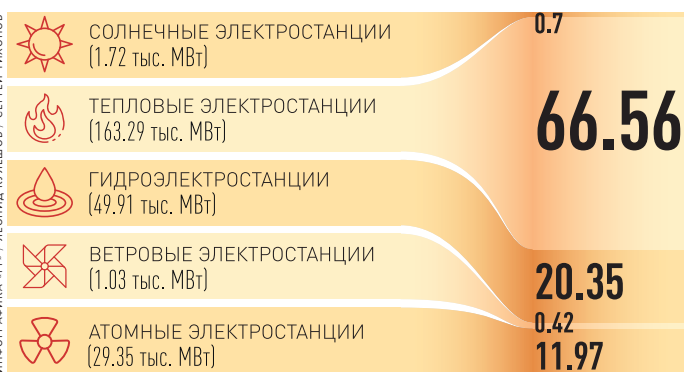 СОЛНЕЧНЫЕ ЭЛЕКТРОСТАНЦИИ
(1.72 тыс. МВт)
0.7
ТЕПЛОВЫЕ ЭЛЕКТРОСТАНЦИИ
(163.29 тыс. МВт)
66.56
ГИДРОЭЛЕКТРОСТАНЦИИ
(49.91 тыс. МВт)
20.35
ВЕТРОВЫЕ ЭЛЕКТРОСТАНЦИИ
(1.03 тыс. МВт)
0.42
АТОМНЫЕ ЭЛЕКТРОСТАНЦИИ
(29.35 тыс. МВт)
11.97